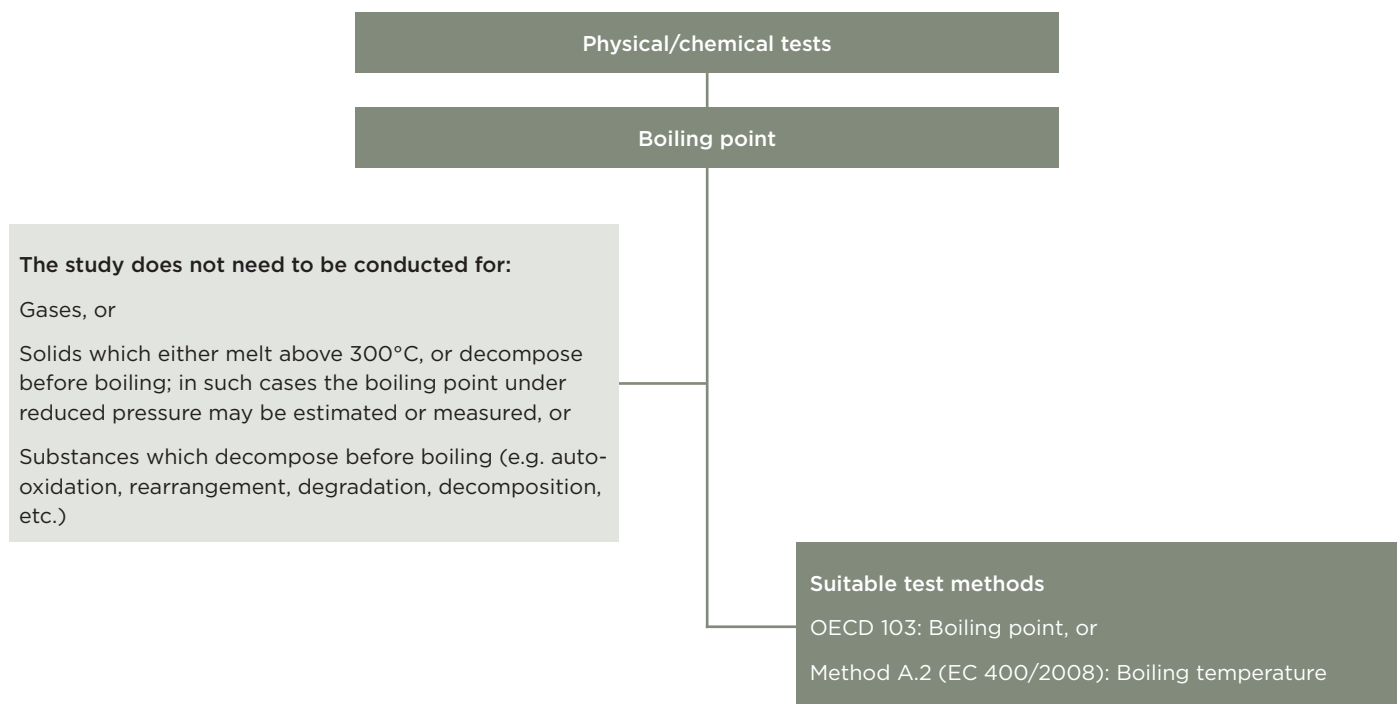 Physical/chemical tests
Boiling point
The study does not need to be conducted for:
Gases, or
Solids which either melt above 300°C, or decompose
before boiling; in such cases the boiling point under
reduced pressure may be estimated or measured, or
Substances which decompose before boiling (e.g. auto-
oxidation, rearrangement, degradation, decomposition,
etc.)
Suitable test methods
OECD 103: Boiling point, or
Method A.2 (EC 400/2008): Boiling temperature